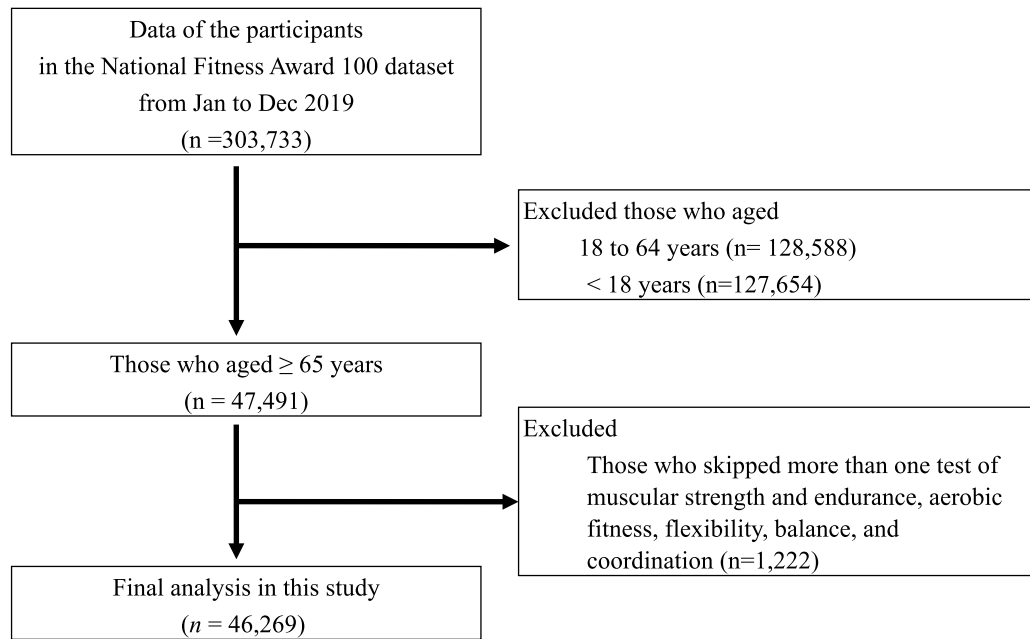 Data of the participants
in the National Fitness Award 100 dataset
from Jan to Dec 2019
(n =303,733)
Excluded those who aged
18 to 64 years (n= 128,588)
< 18 years (n=127,654)
Those who aged ≥ 65 years
(n = 47,491)
Excluded
Those who skipped more than one test of
muscular strength and endurance, aerobic
fitness, flexibility, balance, and
coordination (n=1,222)
Final analysis in this study
(n = 46,269)